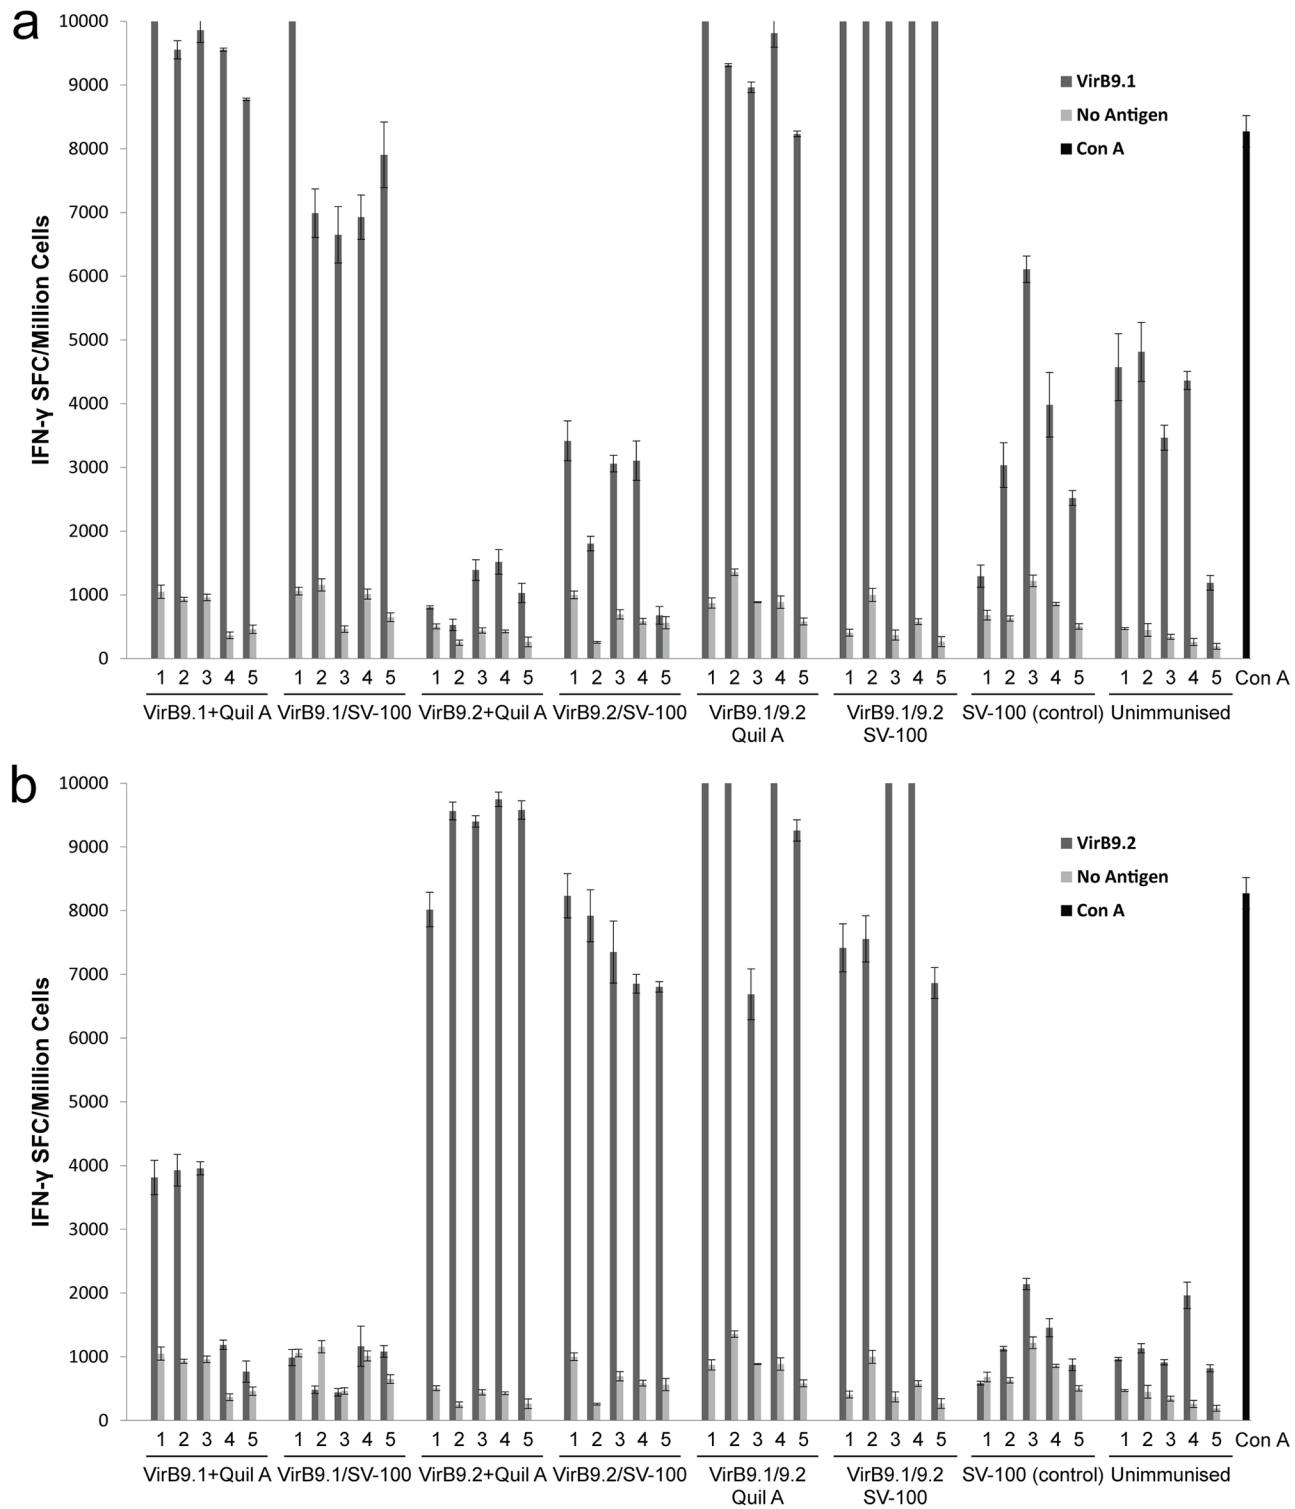 a
10000
9000
8000
7000
6000
5000
4000
3000
2000
1000
0
IFN-γ SFC/Million Cells
VirB9.1
No Antigen
Con A
1 2 3 4 5 1 2 3 4 5 1 2 3 4 5 1 2 3 4 5 1 2 3 4 5 1 2 3 4 5 1 2 3 4 5 1 2 3 4 5 Con A
VirB9.1+Quil A VirB9.1/SV-100 VirB9.2+Quil A VirB9.2/SV-100 VirB9.1/9.2 VirB9.1/9.2 SV-100 (control) Unimmunised
Quil A SV-100
b
10000
9000
8000
7000
6000
5000
4000
3000
2000
1000
0
IFN-γ SFC/Million Cells
VirB9.2
No Antigen
Con A
1 2 3 4 5 1 2 3 4 5 1 2 3 4 5 1 2 3 4 5 1 2 3 4 5 1 2 3 4 5 1 2 3 4 5 1 2 3 4 5 Con A
VirB9.1+Quil A VirB9.1/SV-100 VirB9.2+Quil A VirB9.2/SV-100 VirB9.1/9.2 VirB9.1/9.2 SV-100 (control) Unimmunised
Quil A SV-100